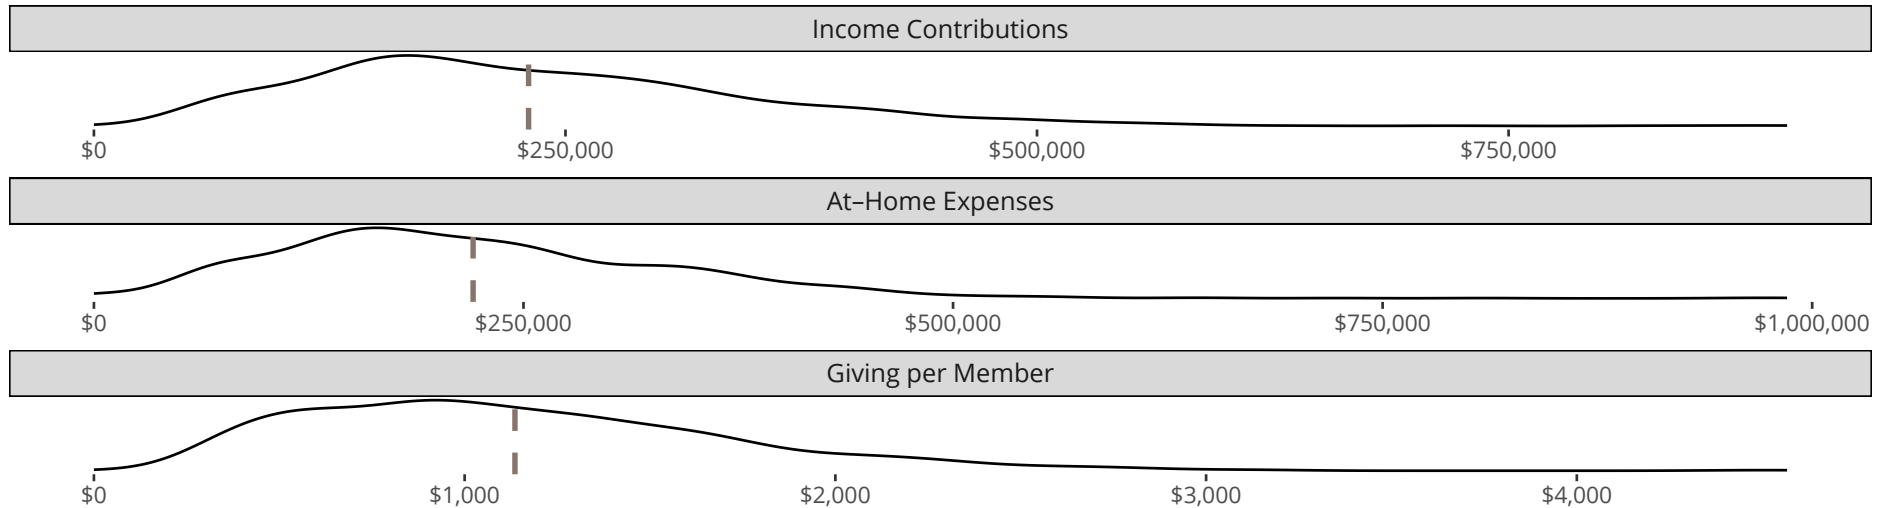 Income Contributions
$0 $250,000 $500,000 $750,000
At–Home Expenses
$0 $250,000 $500,000 $750,000 $1,000,000
Giving per Member
$0 $1,000 $2,000 $3,000 $4,000